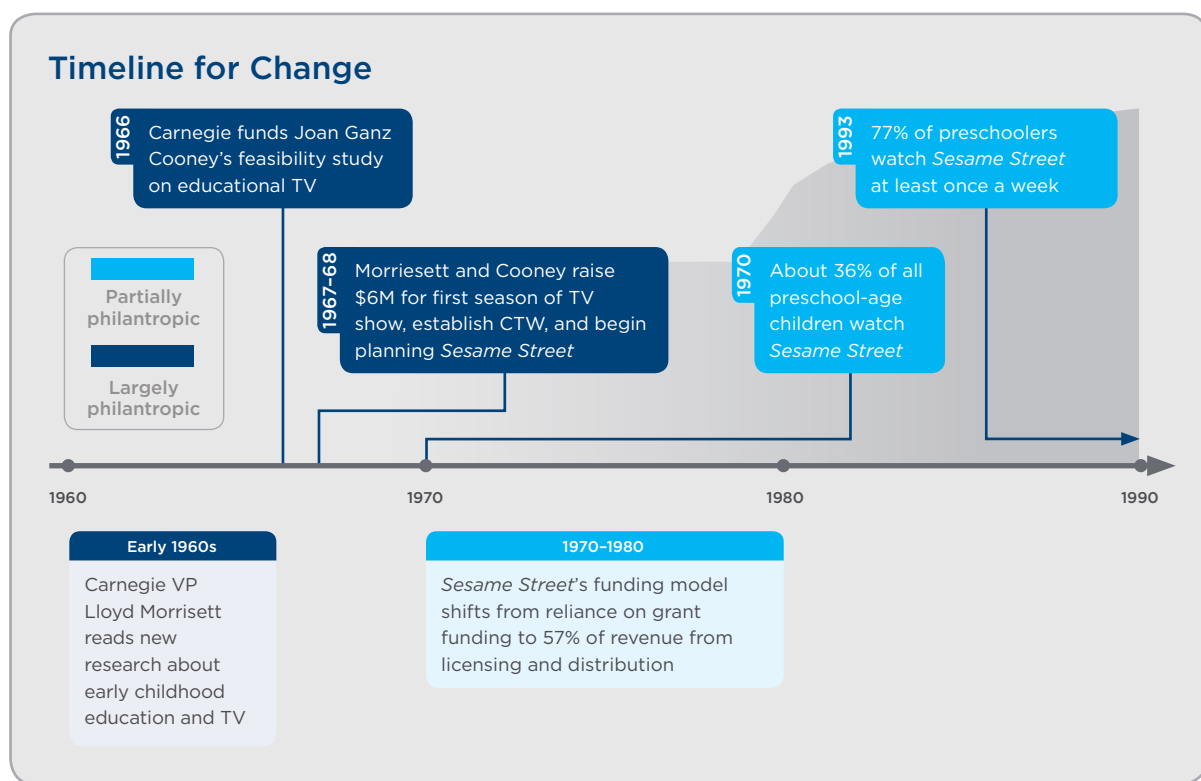 Timeline for Change
1966
Carnegie funds Joan Ganz
Cooney's feasibility study
on educational TV
1993
77% of preschoolers
watch Sesame Street
at least once a week
Partially
philantropic
Largely
philantropic
1967–68
Morriesett and Cooney raise
$6M for first season of TV
show, establish CTW, and begin
planning Sesame Street
1970
About 36% of all
preschool-age
children watch
Sesame Street
1960
1970
1980
1990
Early 1960s
Carnegie VP
Lloyd Morrisett
reads new
research about
early childhood
education and TV
1970–1980
Sesame Street's funding model
shifts from reliance on grant
funding to 57% of revenue from
licensing and distribution